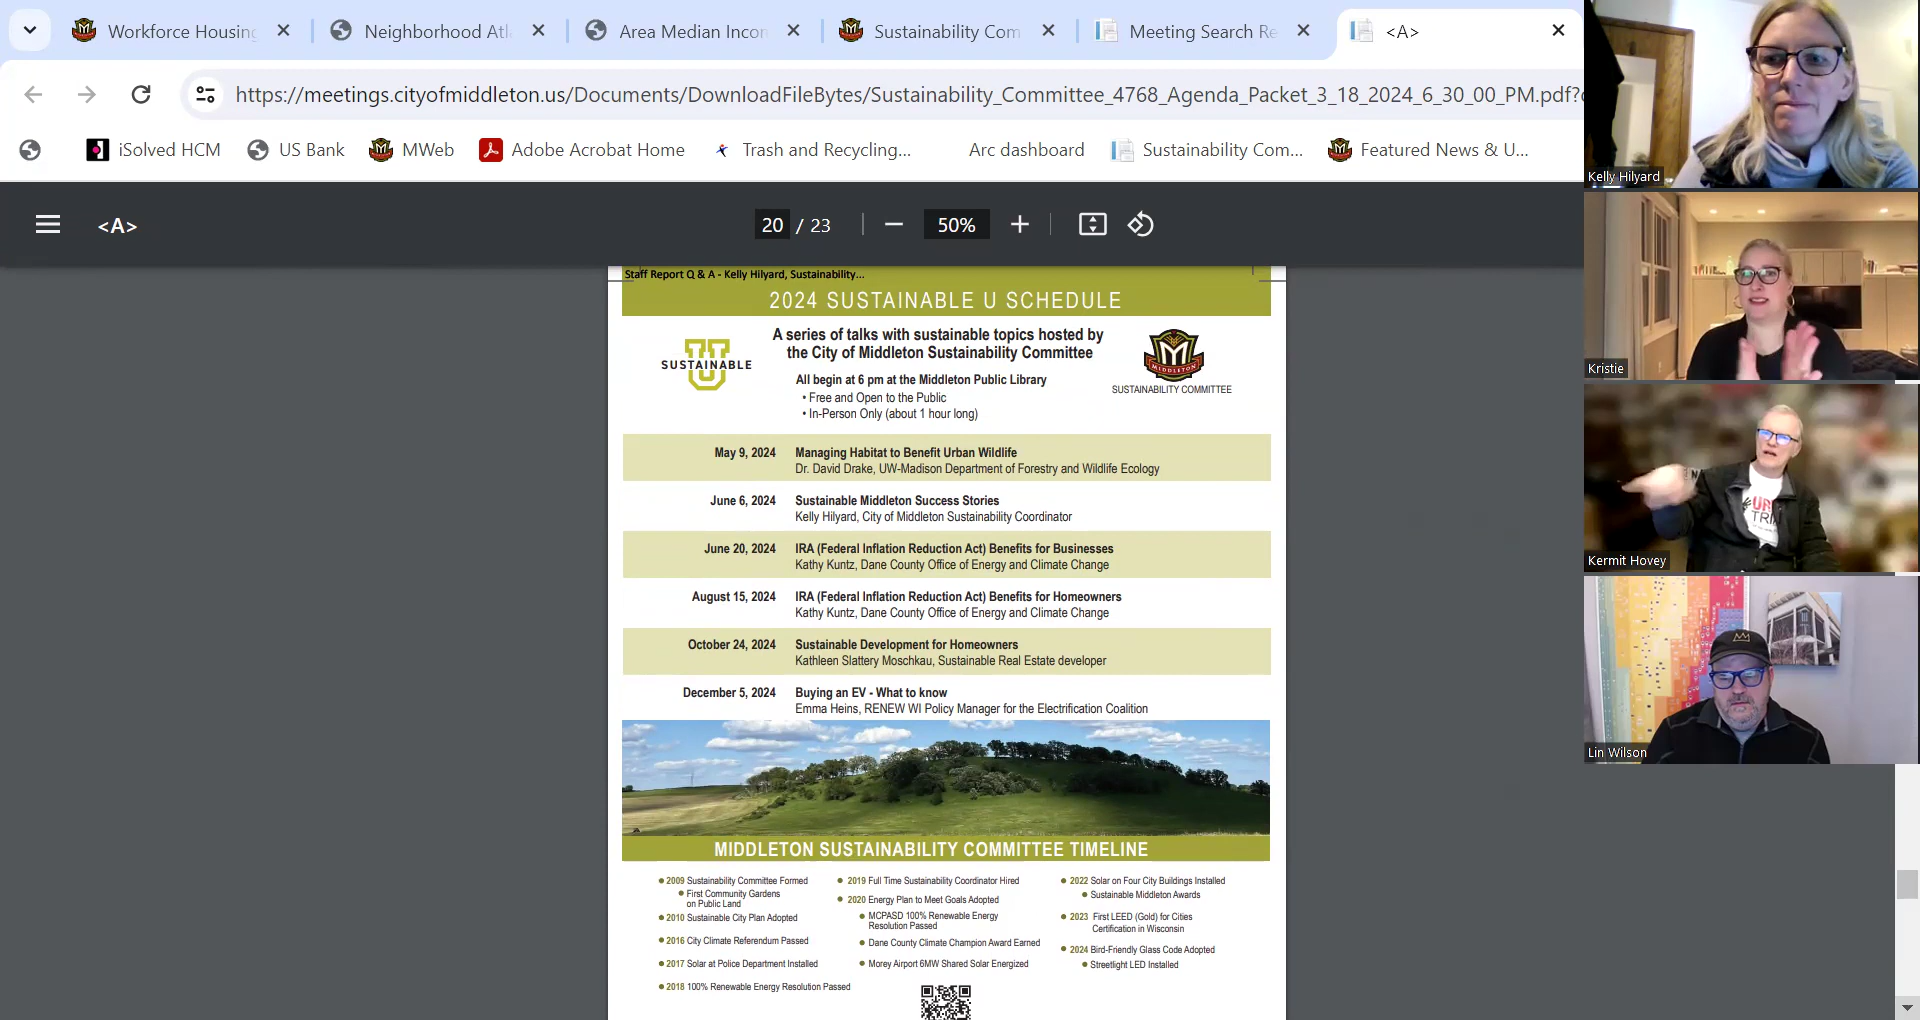 Workforce Housing
Neighborhood Atl
Area Median Incon
Sustainability Com
Meeting Search Re
<A>
https://meetings.cityofmiddleton.us/Documents/DownloadFileBytes/Sustainability_Committee_4768_Agenda_Packet_3_18_2024_6_30_00_PM.pdf?
iSolved HCM
US Bank
MWeb
Adobe Acrobat Home
Trash and Recycling...
Arc dashboard
Sustainability Com...
Featured News & U...
<A>
20 / 23
50%
Staff Report Q & A - Kelly Hilyard, Sustainability...
2024 SUSTAINABLE U SCHEDULE
U
SUSTAINABLE
A series of talks with sustainable topics hosted by
the City of Middleton Sustainability Committee
All begin at 6 pm at the Middleton Public Library
• Free and Open to the Public
• In-Person Only (about 1 hour long)
M
MIDDLETON
SUSTAINABILITY COMMITTEE
May 9, 2024 Managing Habitat to Benefit Urban Wildlife
Dr. David Drake, UW-Madison Department of Forestry and Wildlife Ecology
June 6, 2024 Sustainable Middleton Success Stories
Kelly Hilyard, City of Middleton Sustainability Coordinator
June 20, 2024 IRA (Federal Inflation Reduction Act) Benefits for Businesses
Kathy Kuntz, Dane County Office of Energy and Climate Change
August 15, 2024 IRA (Federal Inflation Reduction Act) Benefits for Homeowners
Kathy Kuntz, Dane County Office of Energy and Climate Change
October 24, 2024 Sustainable Development for Homeowners
Kathleen Slattery Moschkau, Sustainable Real Estate developer
December 5, 2024 Buying an EV - What to know
Emma Heins, RENEW WI Policy Manager for the Electrification Coalition
MIDDLETON SUSTAINABILITY COMMITTEE TIMELINE
• 2009 Sustainability Committee Formed
• First Community Gardens
on Public Land
• 2010 Sustainable City Plan Adopted
• 2016 City Climate Referendum Passed
• 2017 Solar at Police Department Installed
• 2018 100% Renewable Energy Resolution Passed
• 2019 Full Time Sustainability Coordinator Hired
• 2020 Energy Plan to Meet Goals Adopted
• MCPASD 100% Renewable Energy
Resolution Passed
• Dane County Climate Champion Award Earned
• Morey Airport 6MW Shared Solar Energized
• 2022 Solar on Four City Buildings Installed
• Sustainable Middleton Awards
• 2023 First LEED (Gold) for Cities
Certification in Wisconsin
• 2024 Bird-Friendly Glass Code Adopted
• Streetlight LED Installed
Kelly Hilyard
Kristie
Kermit Hovey
Lin Wilson